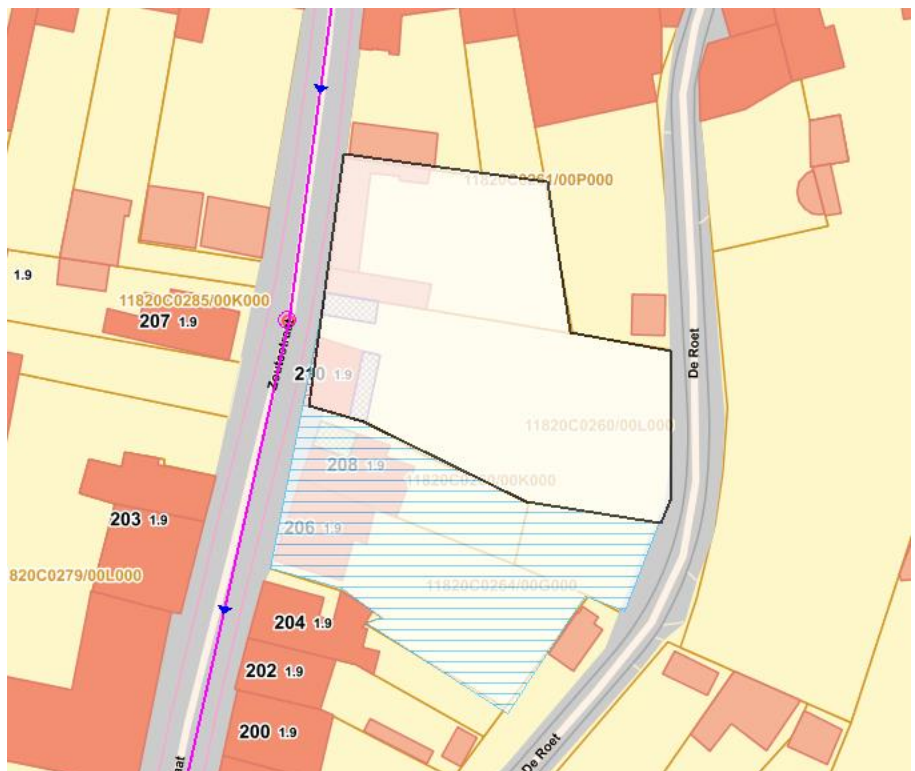 11820C0261/00P000
1.9
11820C0285/00K000
207 1.9
Zoutestraat
De Roet
210 1.9
11820C0260/00L000
208 1.9
203 1.9
206 1.9
820C0279/00L000
11820C0264/00G000
204 1.9
202 1.9
200 1.9
De Roet
aat